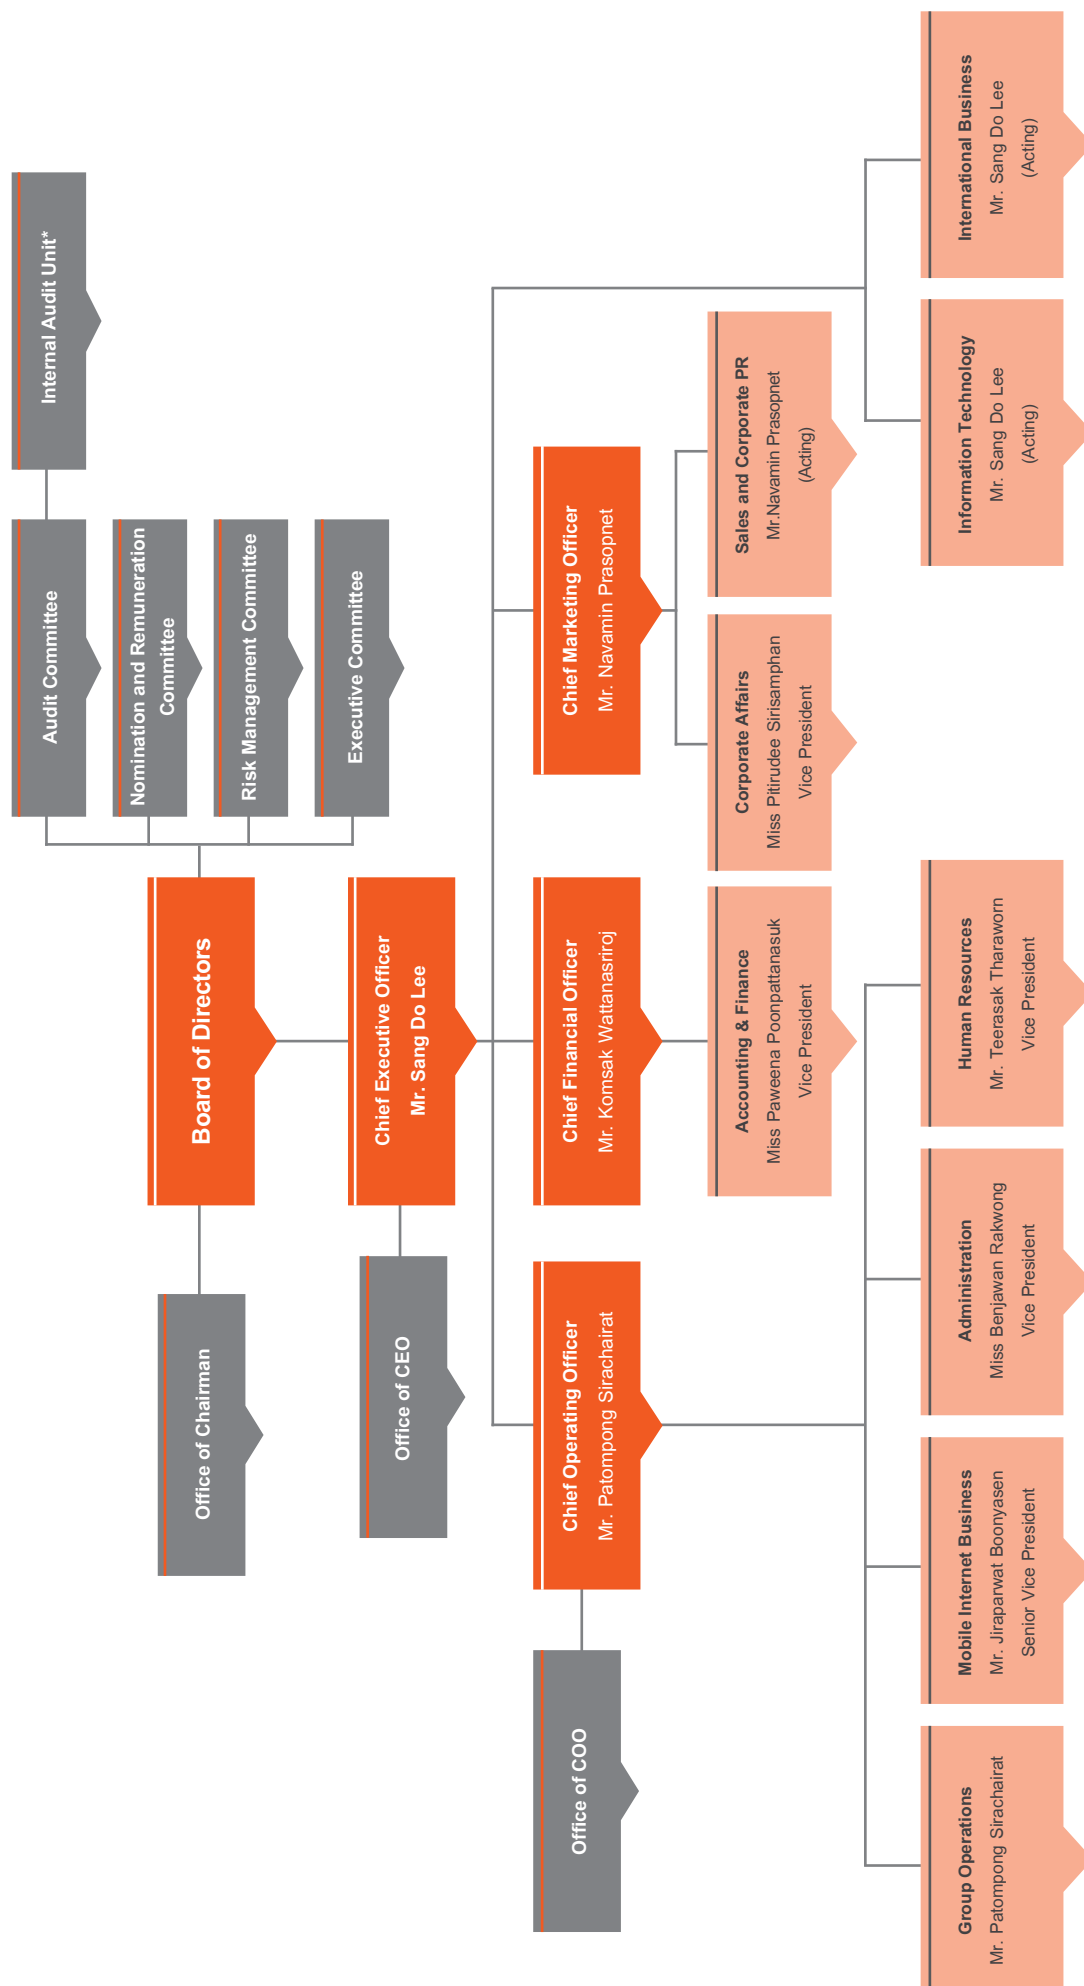 Internal Audit Unit*
Audit Committee
Nomination and Remuneration
Committee
Risk Management Committee
Executive Committee
Board of Directors
Office of Chairman
Chief Executive Officer
Mr. Sang Do Lee
Office of CEO
Chief Operating Officer
Mr. Patompong Sirachairat
Office of COO
Chief Financial Officer
Mr. Komsak Wattanasriroj
Chief Marketing Officer
Mr. Navamin Prasopnet
Accounting & Finance
Miss Paweena Poonpattanasuk
Vice President
Corporate Affairs
Miss Pitirudee Sirisamphan
Vice President
Sales and Corporate PR
Mr.Navamin Prasopnet
(Acting)
Group Operations
Mr. Patompong Sirachairat
Mobile Internet Business
Mr. Jiraparwat Boonyasen
Senior Vice President
Administration
Miss Benjawan Rakwong
Vice President
Human Resources
Mr. Teerasak Tharaworn
Vice President
Information Technology
Mr. Sang Do Lee
(Acting)
International Business
Mr. Sang Do Lee
(Acting)